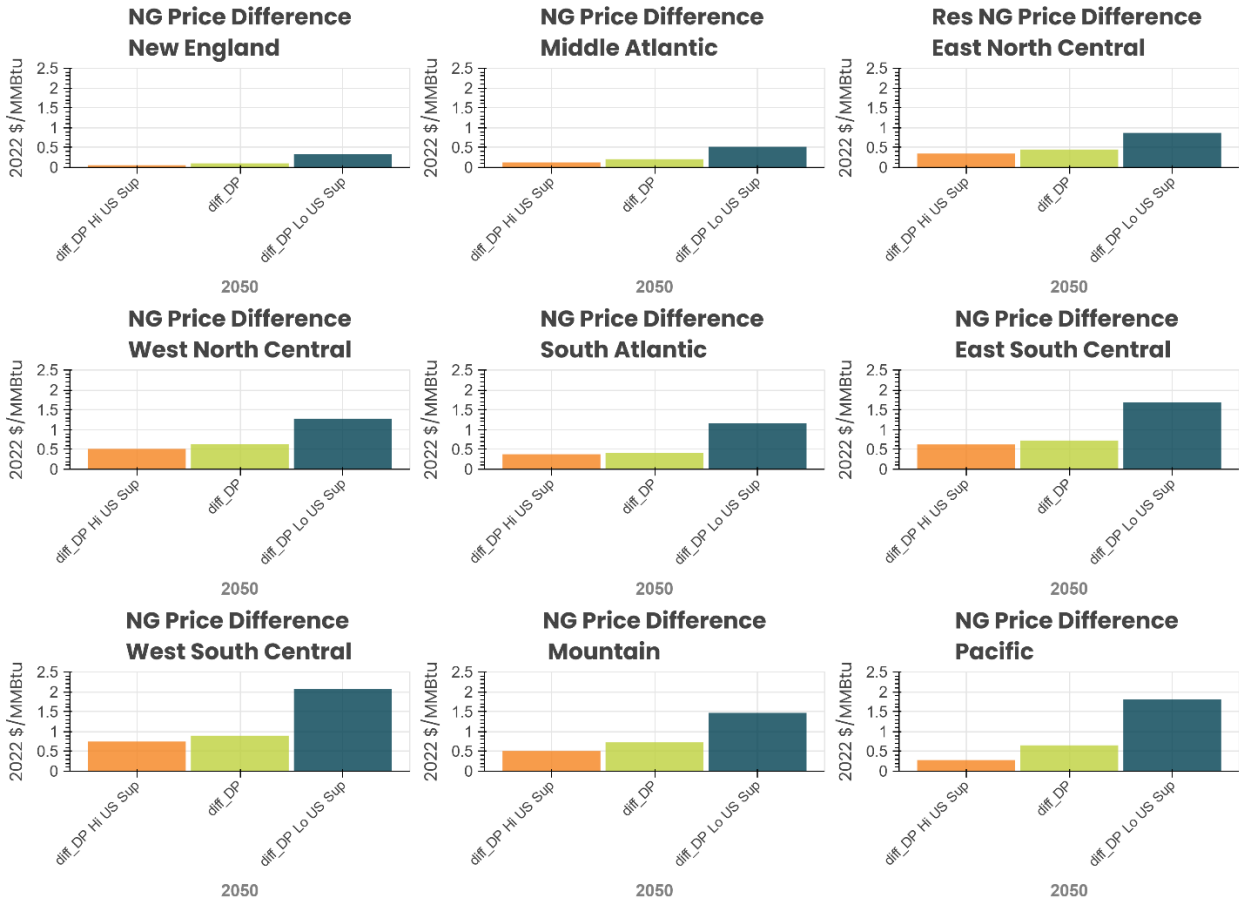 NG Price Difference
New England
2022 $/MMBtu
2.5
2
1.5
1
0.5
0
diff_DP Hi US Sup
diff_DP
diff_DP Lo US Sup
2050
NG Price Difference
Middle Atlantic
2022 $/MMBtu
2.5
2
1.5
1
0.5
0
diff_DP Hi US Sup
diff_DP
diff_DP Lo US Sup
2050
Res NG Price Difference
East North Central
2022 $/MMBtu
2.5
2
1.5
1
0.5
0
diff_DP Hi US Sup
diff_DP
diff_DP Lo US Sup
2050
NG Price Difference
West North Central
2022 $/MMBtu
2.5
2
1.5
1
0.5
0
diff_DP Hi US Sup
diff_DP
diff_DP Lo US Sup
2050
NG Price Difference
South Atlantic
2022 $/MMBtu
2.5
2
1.5
1
0.5
0
diff_DP Hi US Sup
diff_DP
diff_DP Lo US Sup
2050
NG Price Difference
East South Central
2022 $/MMBtu
2.5
2
1.5
1
0.5
0
diff_DP Hi US Sup
diff_DP
diff_DP Lo US Sup
2050
NG Price Difference
West South Central
2022 $/MMBtu
2.5
2
1.5
1
0.5
0
diff_DP Hi US Sup
diff_DP
diff_DP Lo US Sup
2050
NG Price Difference
Mountain
2022 $/MMBtu
2.5
2
1.5
1
0.5
0
diff_DP Hi US Sup
diff_DP
diff_DP Lo US Sup
2050
NG Price Difference
Pacific
2022 $/MMBtu
2.5
2
1.5
1
0.5
0
diff_DP Hi US Sup
diff_DP
diff_DP Lo US Sup
2050